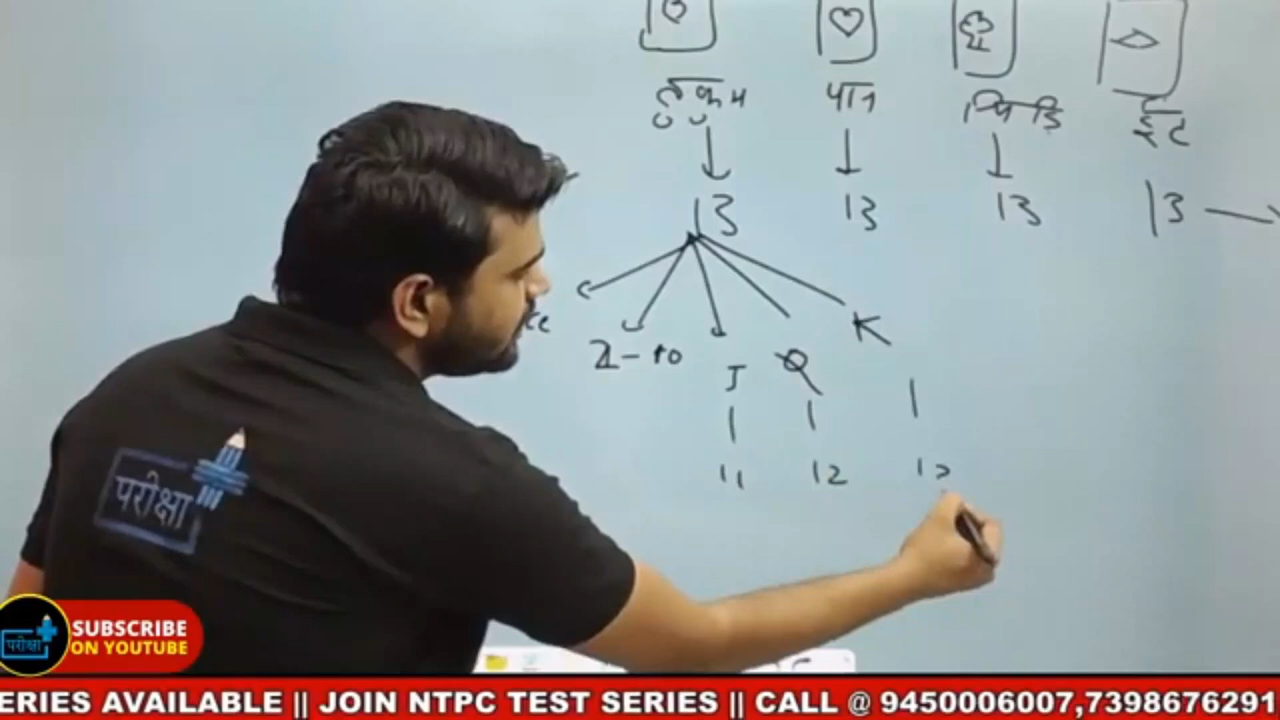 हुकुम पान चिड़ि ईंट
13 13 13 13
2-10 J Q K
11 12 13
परीक्षा
परीक्षा
SUBSCRIBE
ON YOUTUBE
ERIES AVAILABLE || JOIN NTPC TEST SERIES || CALL @ 9450006007,7398676291